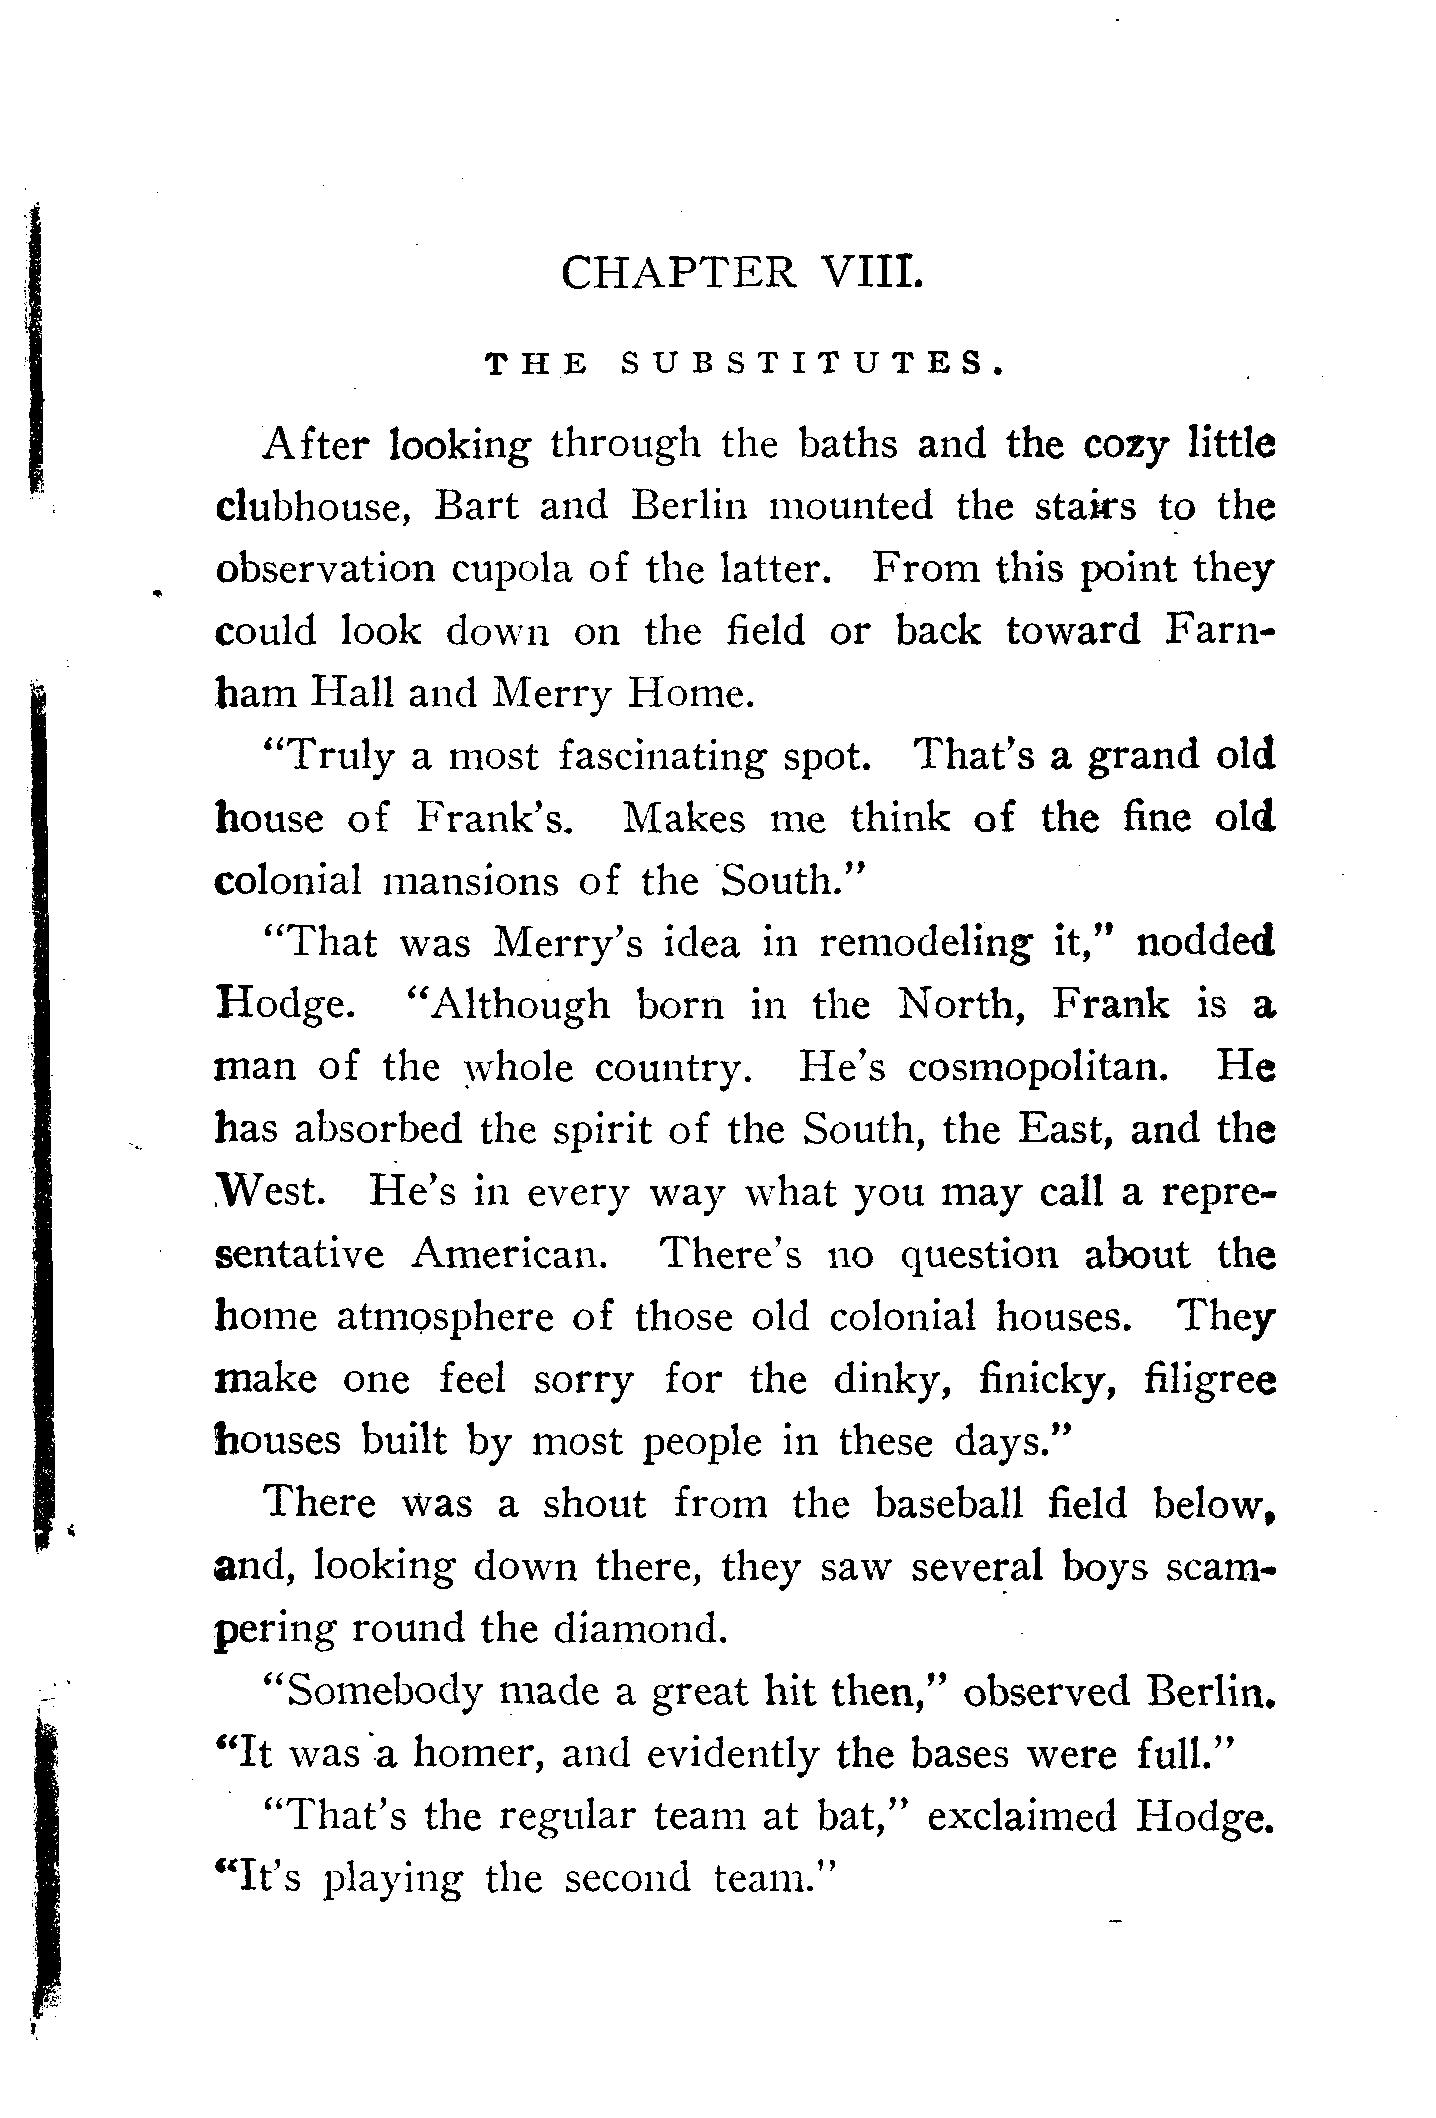 CHAPTER VIII.
THE SUBSTITUTES.
After looking through the baths and the cozy little
clubhouse, Bart and Berlin mounted the stairs to the
observation cupola of the latter. From this point they
could look down on the field or back toward Farn-
ham Hall and Merry Home.
“Truly a most fascinating spot. That’s a grand old
house of Frank’s. Makes me think of the fine old
colonial mansions of the South.”
“That was Merry’s idea in remodeling it,” nodded
Hodge. “Although born in the North, Frank is a
man of the whole country. He’s cosmopolitan. He
has absorbed the spirit of the South, the East, and the
West. He’s in every way what you may call a repre-
sentative American. There’s no question about the
home atmosphere of those old colonial houses. They
make one feel sorry for the dinky, finicky, filigree
houses built by most people in these days.”
There was a shout from the baseball field below,
and, looking down there, they saw several boys scam-
pering round the diamond.
“Somebody made a great hit then,” observed Berlin.
“It was a homer, and evidently the bases were full.”
“That’s the regular team at bat,” exclaimed Hodge.
“It’s playing the second team.”